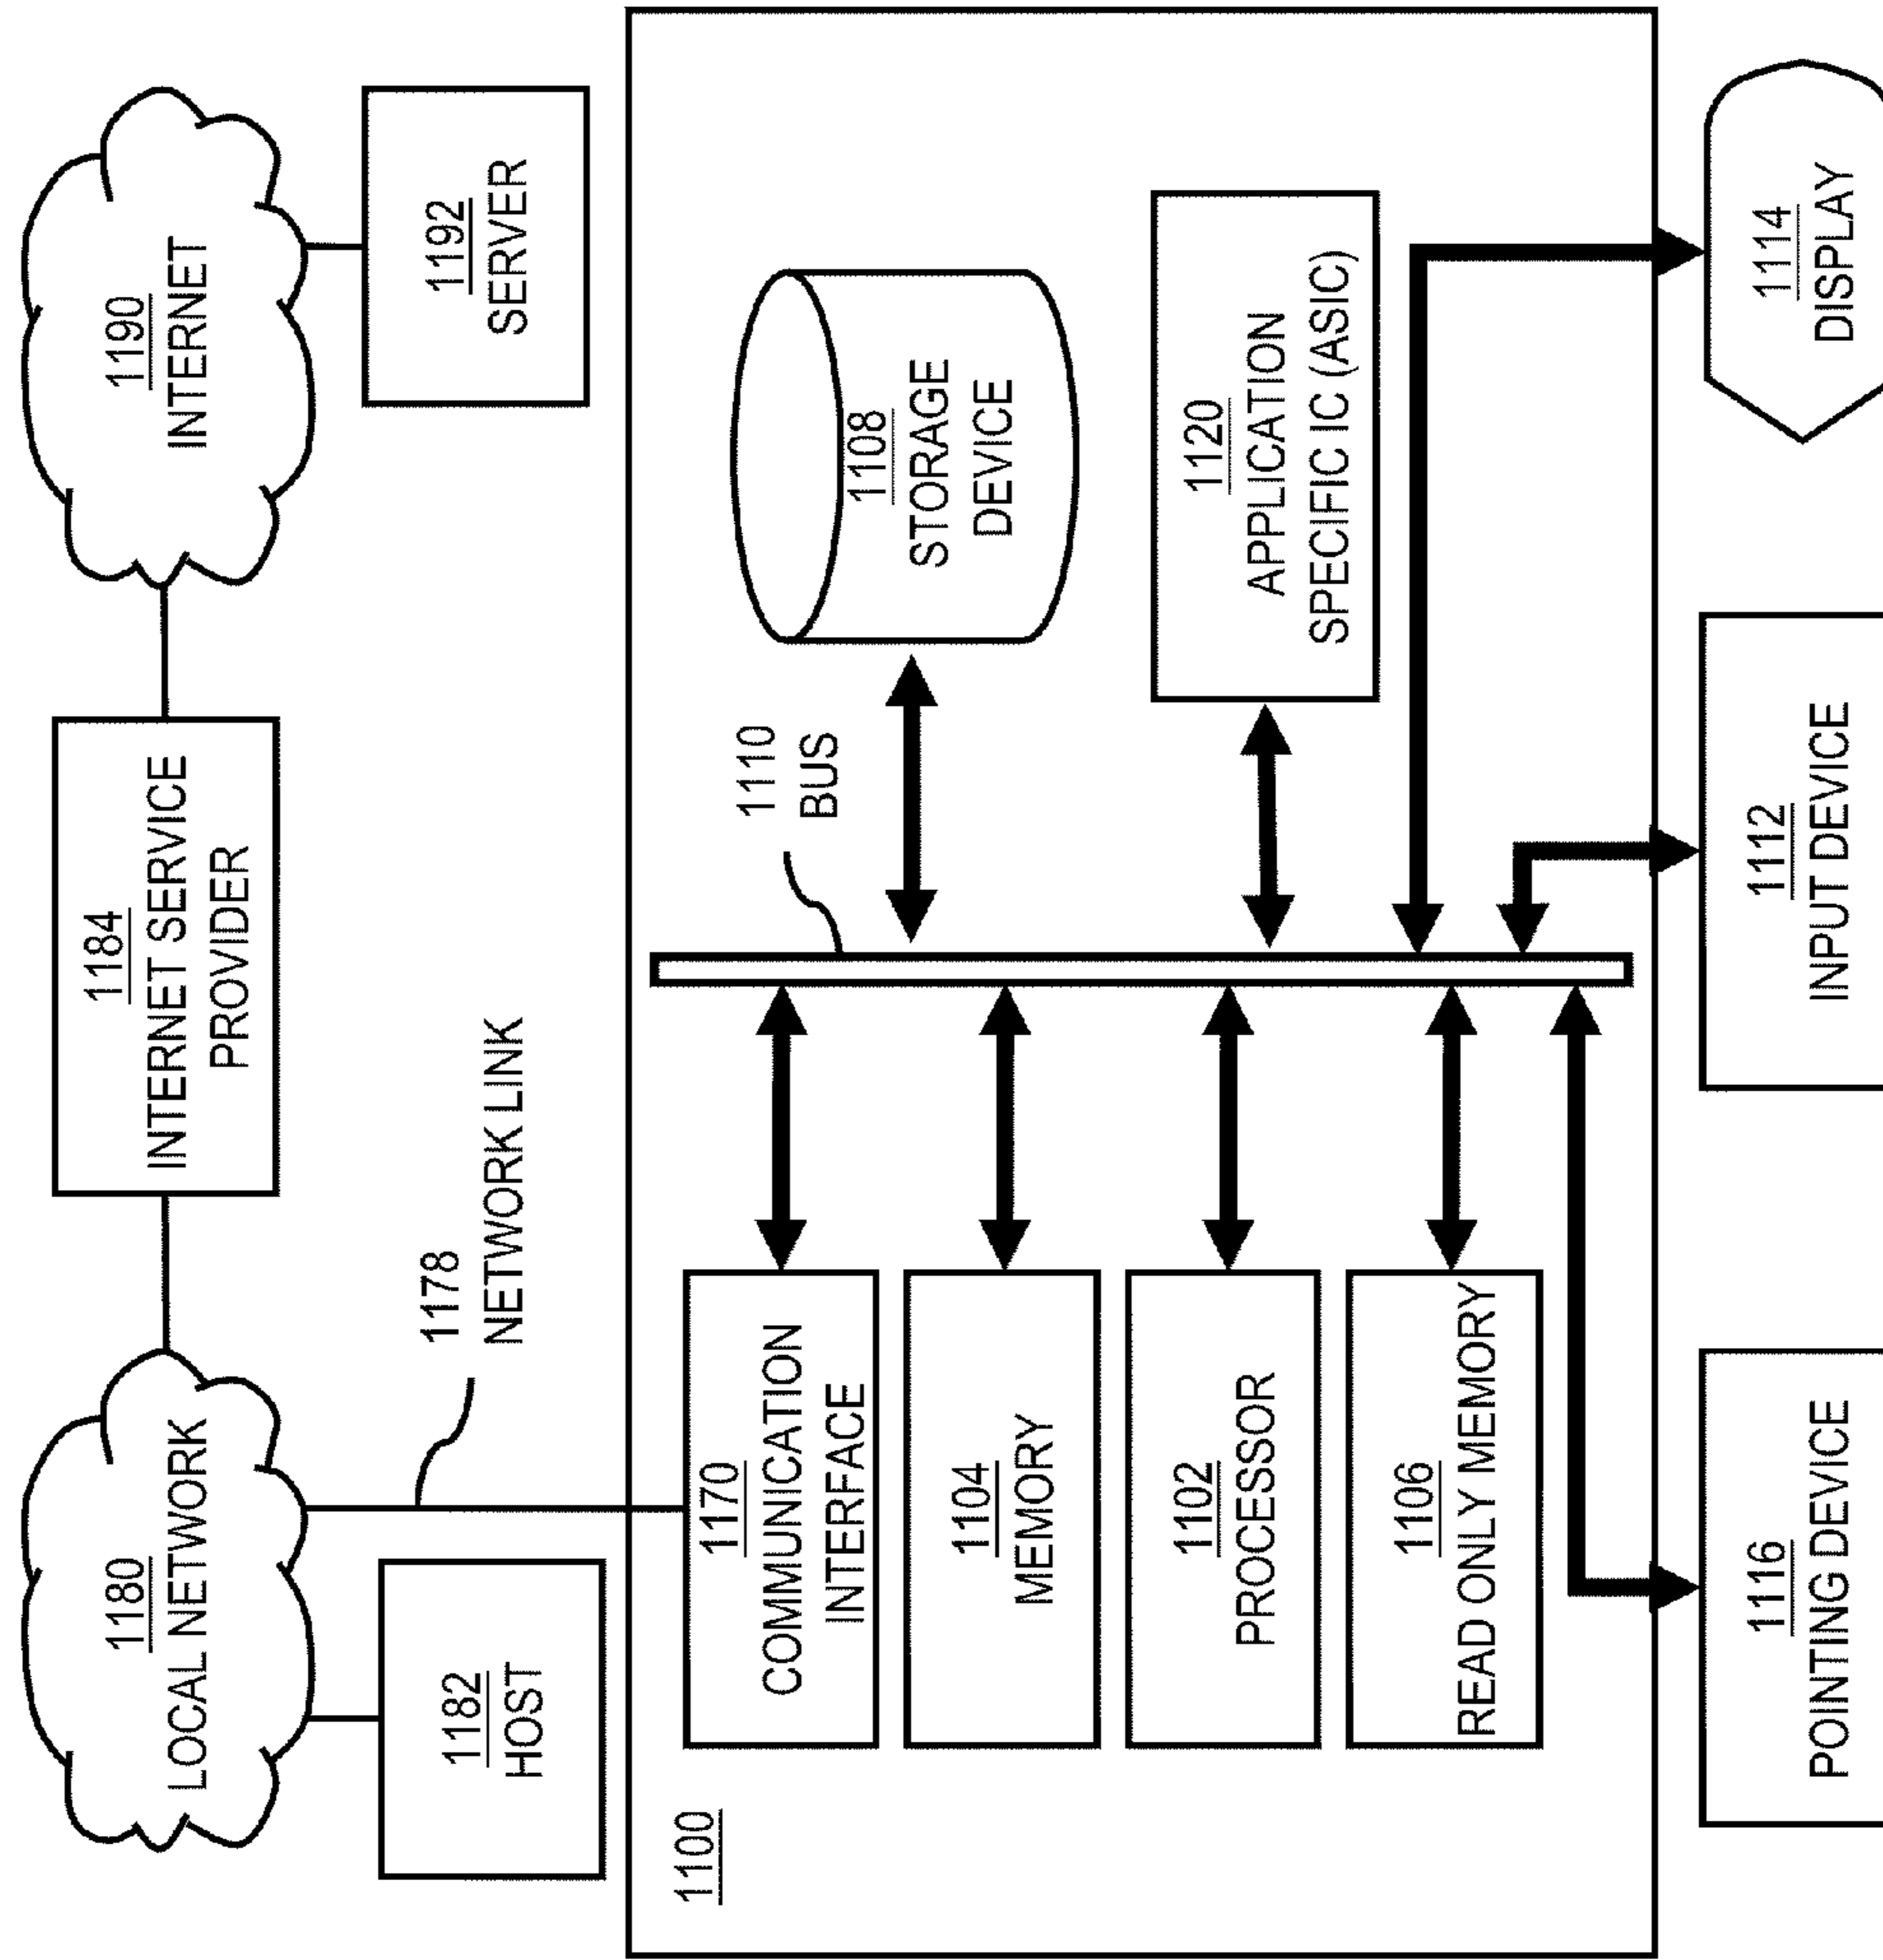 1180
LOCAL NETWORK
1184
INTERNET SERVICE
PROVIDER
1190
INTERNET
1182
HOST
1178
NETWORK LINK
1192
SERVER
1100
1170
COMMUNICATION
INTERFACE
1104
MEMORY
1102
PROCESSOR
1106
READ ONLY MEMORY
1110
BUS
1108
STORAGE
DEVICE
1120
APPLICATION
SPECIFIC IC (ASIC)
1116
POINTING DEVICE
1112
INPUT DEVICE
1114
DISPLAY